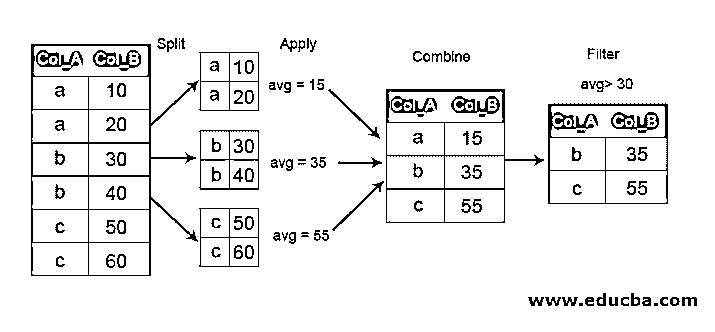 Split
Apply
Combine
Filter
avg> 30
Col_A Col_B
a 10
a 20
b 30
b 40
c 50
c 60
a 10
a 20
avg = 15
b 30
b 40
avg = 35
c 50
c 60
avg = 55
Col_A Col_B
a 15
b 35
c 55
Col_A Col_B
b 35
c 55
www.educba.com